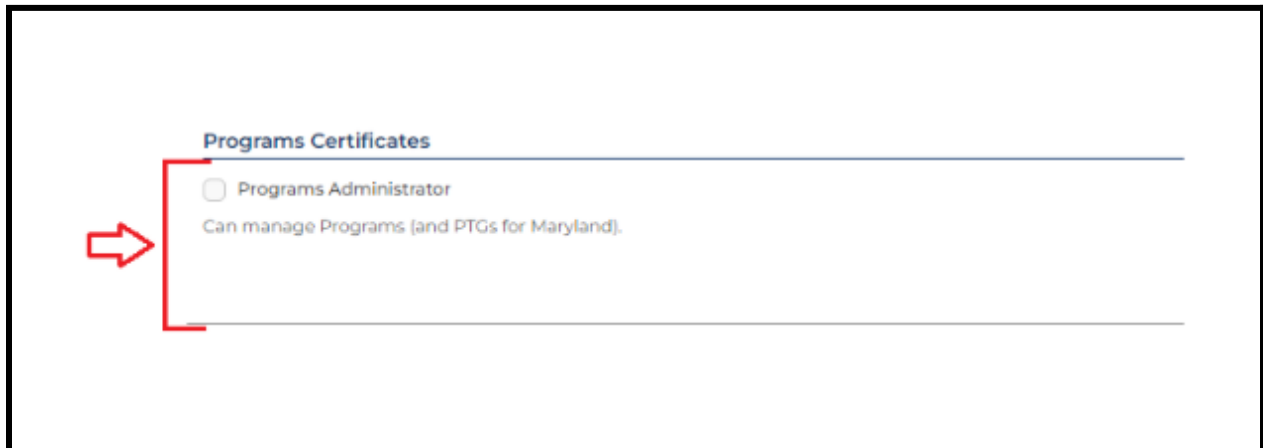 Programs Certificates
Programs Administrator
Can manage Programs (and PTGs for Maryland).